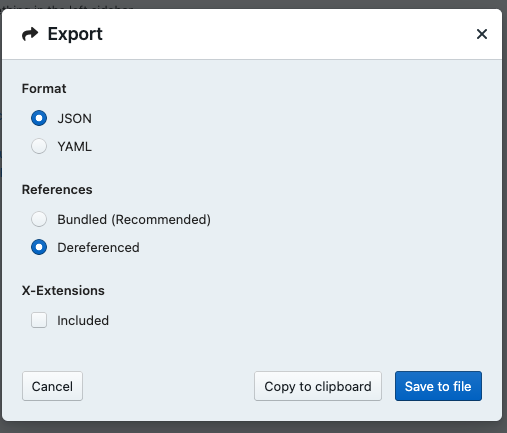 thing in the left sidebar
Export
Format
JSON
YAML
References
Bundled (Recommended)
Dereferenced
X-Extensions
Included
Cancel
Copy to clipboard
Save to file